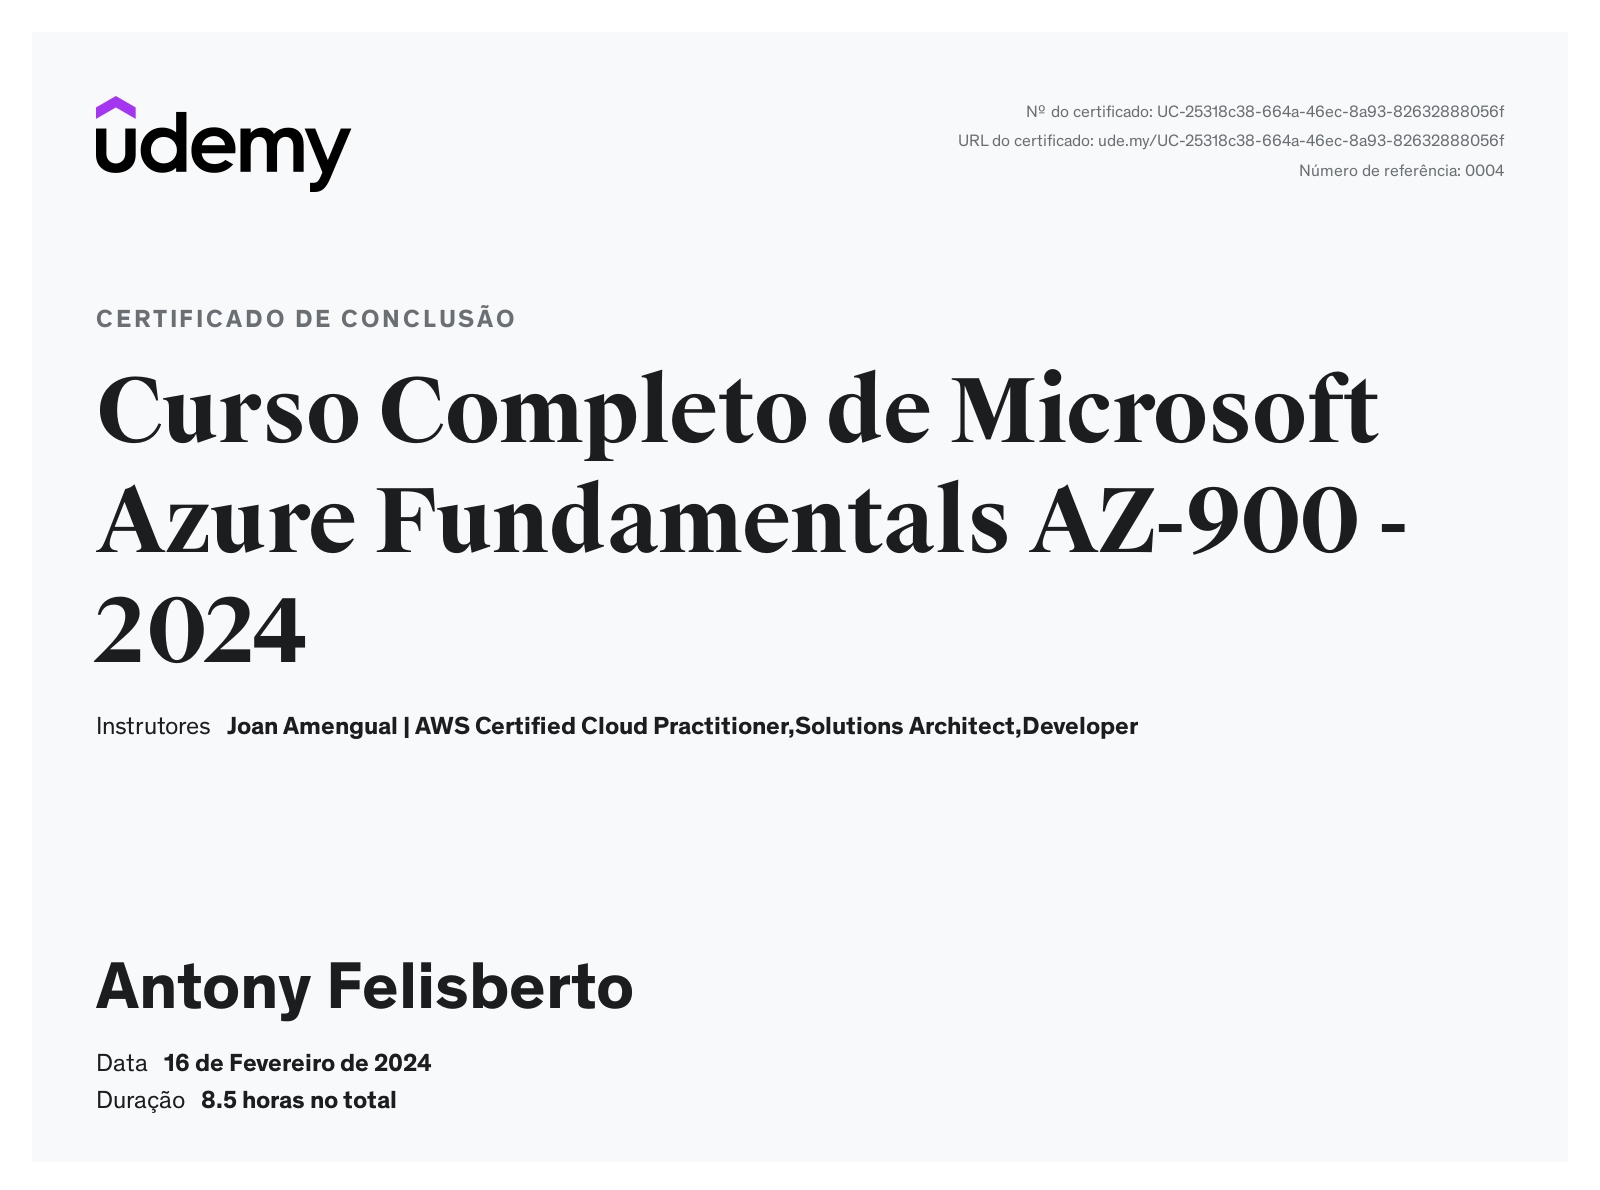 udemy
Nº do certificado: UC-25318c38-664a-46ec-8a93-82632888056f
URL do certificado: ude.my/UC-25318c38-664a-46ec-8a93-82632888056f
Número de referência: 0004
CERTIFICADO DE CONCLUSÃO
Curso Completo de Microsoft
Azure Fundamentals AZ-900 -
2024
Instrutores Joan Amengual | AWS Certified Cloud Practitioner,Solutions Architect,Developer
Antony Felisberto
Data 16 de Fevereiro de 2024
Duração 8.5 horas no total